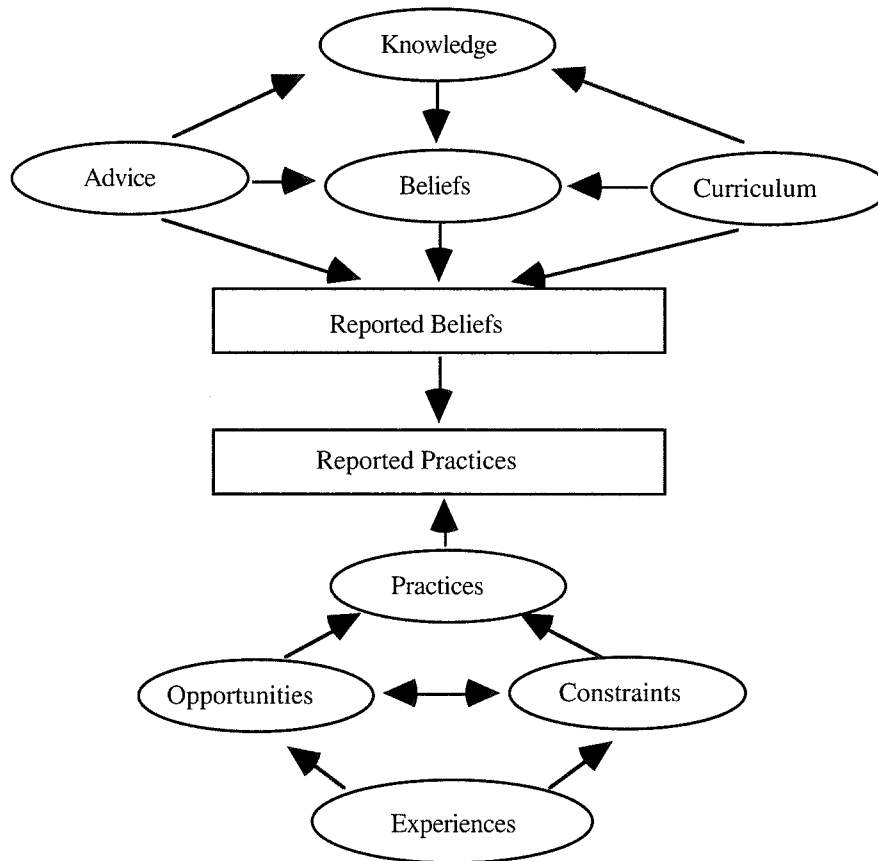 Knowledge
Advice
Beliefs
Curriculum
Reported Beliefs
Reported Practices
Practices
Opportunities
Constraints
Experiences